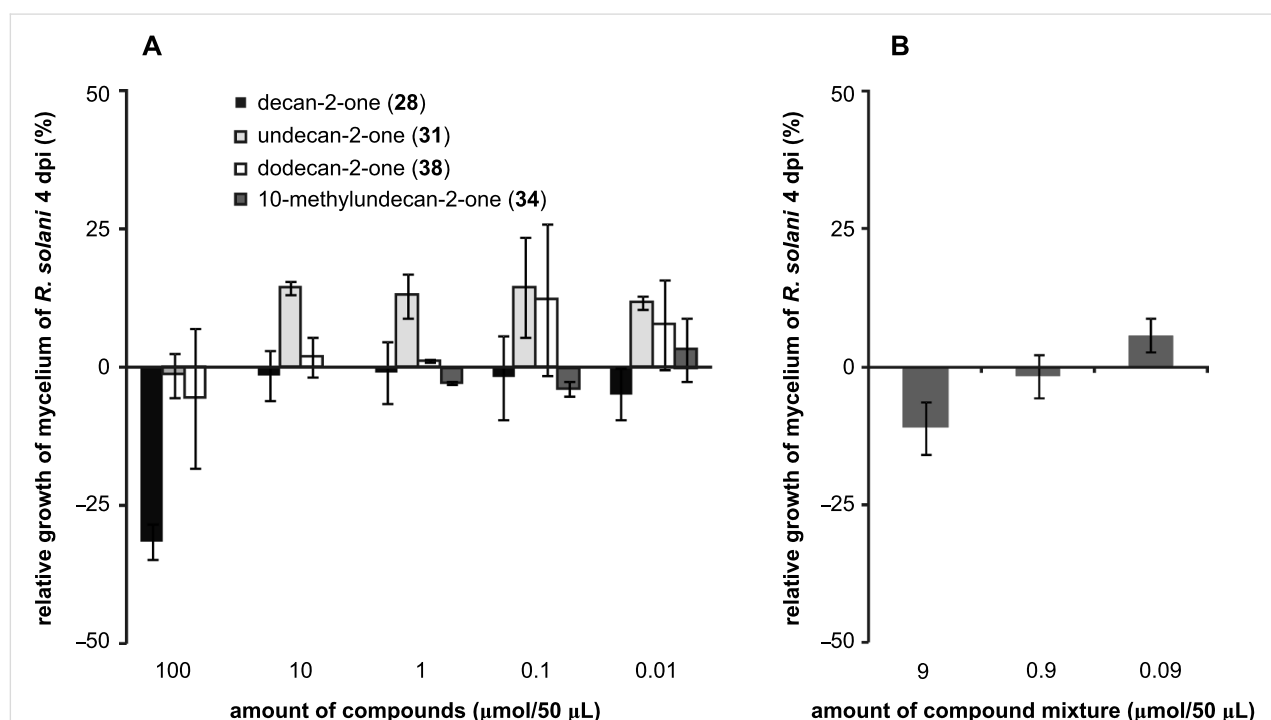 A
relative growth of mycelium of R. solani 4 dpi (%)
50
25
0
–25
–50
decan-2-one (28)
undecan-2-one (31)
dodecan-2-one (38)
10-methylundecan-2-one (34)
100 10 1 0.1 0.01
amount of compounds (μmol/50 μL)
B
relative growth of mycelium of R. solani 4 dpi (%)
50
25
0
–25
–50
9 0.9 0.09
amount of compound mixture (μmol/50 μL)